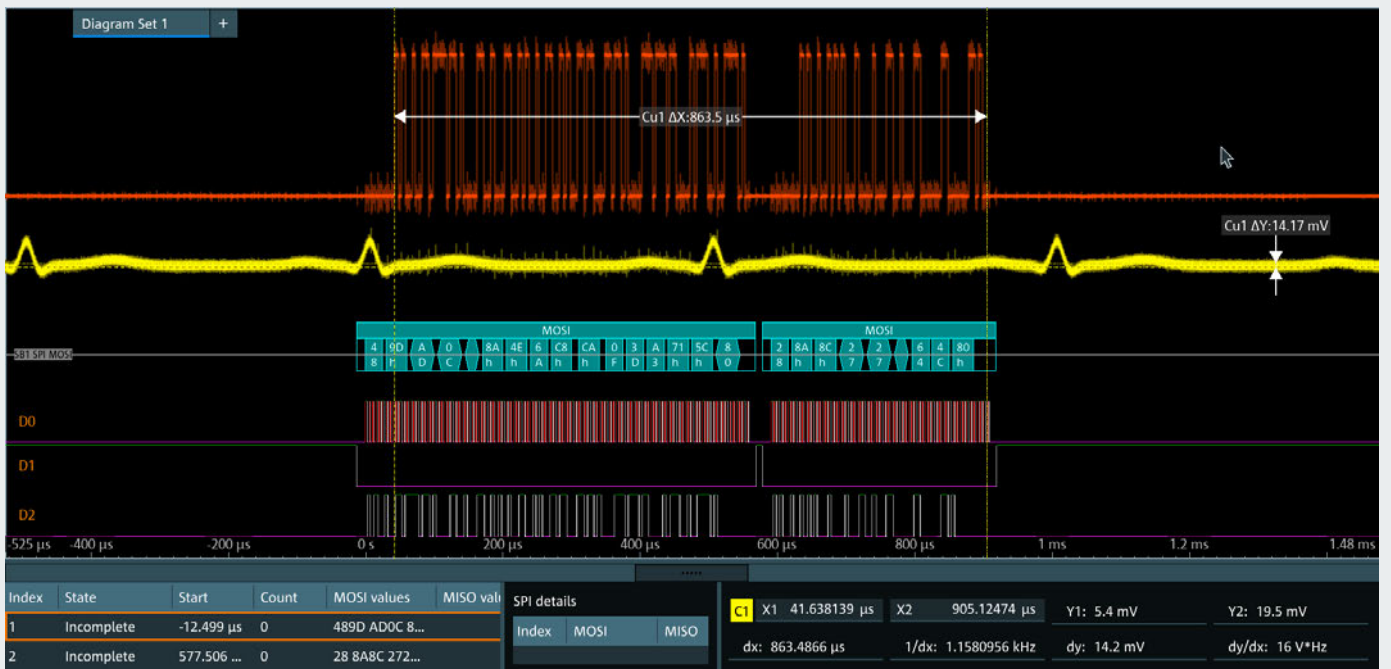 Diagram Set 1 +
Cu1 ΔX:863.5 µs
Cu1 ΔY:14.17 mV
MOSI MOSI
SB1 SPI MOSI
4 9D A 0 8A 4E 6 C8 CA 0 3 A 71 5C 8 2 8A 8C 2 2 6 4 80
8 h D C h h A h h F D 3 h h 0 8 h h 7 7 4 C h
D0
D1
D2
-525 µs -400 µs -200 µs 0 s 200 µs 400 µs 600 µs 800 µs 1 ms 1.2 ms 1.48 ms
Index State Start Count MOSI values MISO valu
1 Incomplete -12.499 µs 0 489D AD0C 8...
2 Incomplete 577.506 ... 0 28 8A8C 272...
SPI details
Index MOSI MISO
C1 X1 41.638139 µs X2 905.12474 µs Y1: 5.4 mV Y2: 19.5 mV
dx: 863.4866 µs 1/dx: 1.1580956 kHz dy: 14.2 mV dy/dx: 16 V*Hz